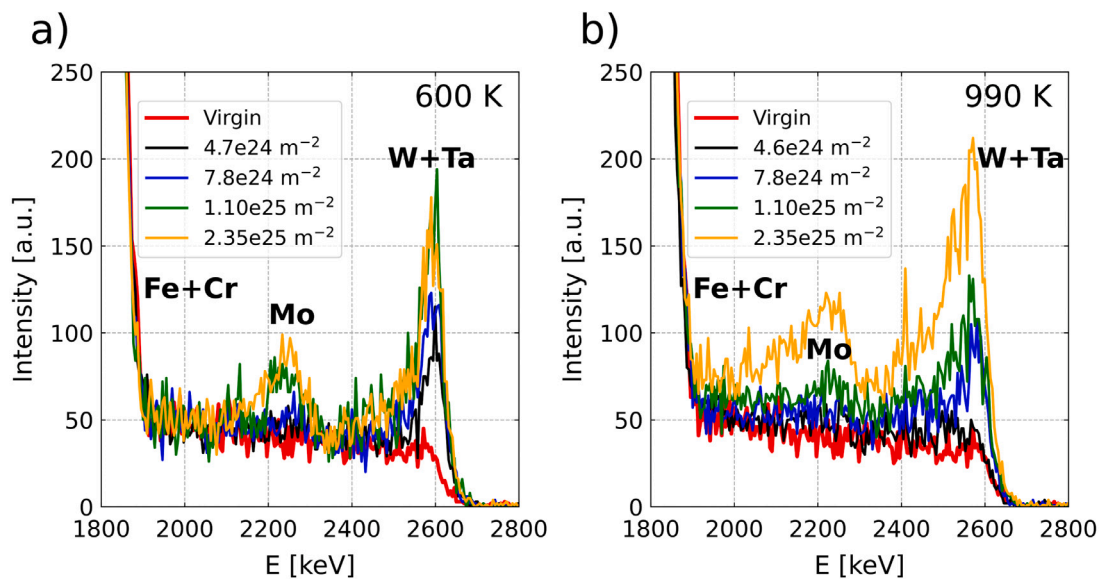 a)
250
200
150
100
50
0
Intensity [a.u.]
600 K
Virgin
4.7e24 m⁻²
7.8e24 m⁻²
1.10e25 m⁻²
2.35e25 m⁻²
W+Ta
Fe+Cr
Mo
1800 2000 2200 2400 2600 2800
E [keV]
b)
250
200
150
100
50
0
Intensity [a.u.]
990 K
Virgin
4.6e24 m⁻²
7.8e24 m⁻²
1.10e25 m⁻²
2.35e25 m⁻²
W+Ta
Fe+Cr
Mo
1800 2000 2200 2400 2600 2800
E [keV]